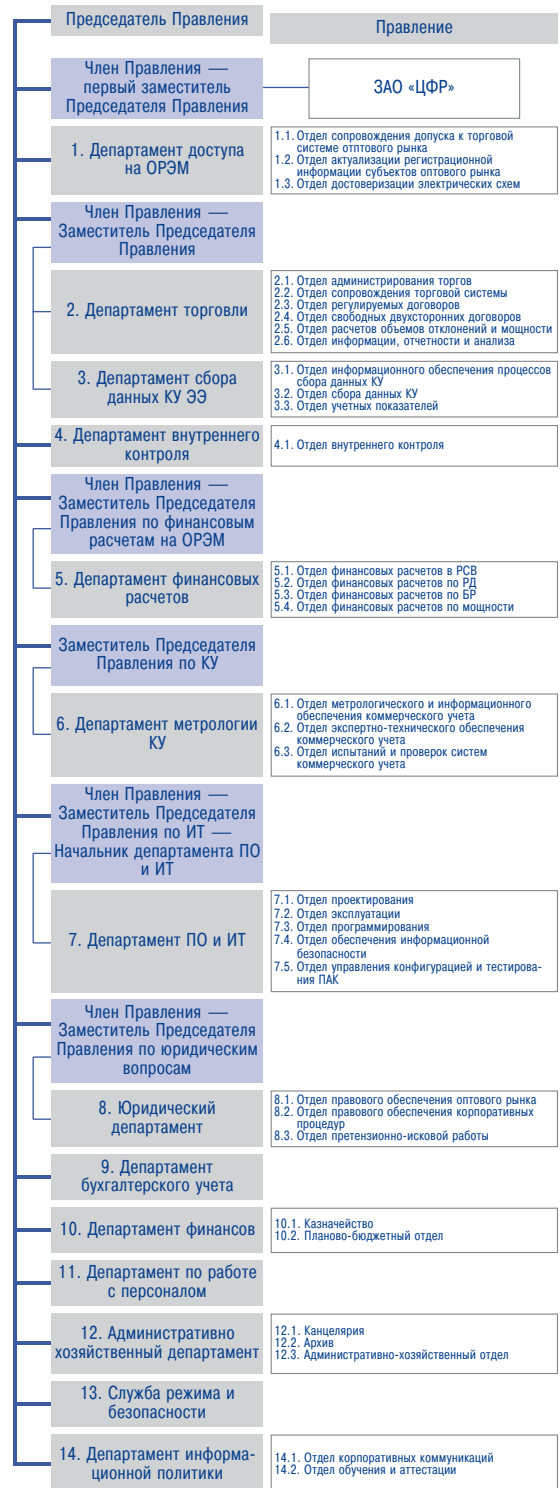 Председатель Правления
Правление
Член Правления —
первый заместитель
Председателя Правления
ЗАО «ЦФР»
1. Департамент доступа
на ОРЭМ
1.1. Отдел сопровождения допуска к торговой
системе отптового рынка
1.2. Отдел актуализации регистрационной
информации субъектов оптового рынка
1.3. Отдел достоверизации электрических схем
Член Правления —
Заместитель Председателя
Правления
2. Департамент торговли
2.1. Отдел администрирования торгов
2.2. Отдел сопровождения торговой системы
2.3. Отдел регулируемых договоров
2.4. Отдел свободных двухсторонних договоров
2.5. Отдел расчетов объемов отклонений и мощности
2.6. Отдел информации, отчетности и анализа
3. Департамент сбора
данных КУ ЭЭ
3.1. Отдел информационного обеспечения процессов
сбора данных КУ
3.2. Отдел сбора данных КУ
3.3. Отдел учетных показателей
4. Департамент внутреннего
контроля
4.1. Отдел внутреннего контроля
Член Правления —
Заместитель Председателя
Правления по финансовым
расчетам на ОРЭМ
5. Департамент финансовых
расчетов
5.1. Отдел финансовых расчетов в РСВ
5.2. Отдел финансовых расчетов по РД
5.3. Отдел финансовых расчетов по БР
5.4. Отдел финансовых расчетов по мощности
Заместитель Председателя
Правления по КУ
6. Департамент метрологии
КУ
6.1. Отдел метрологического и информационного
обеспечения коммерческого учета
6.2. Отдел экспертно-технического обеспечения
коммерческого учета
6.3. Отдел испытаний и проверок систем
коммерческого учета
Член Правления —
Заместитель Председателя
Правления по ИТ —
Начальник департамента ПО
и ИТ
7. Департамент ПО и ИТ
7.1. Отдел проектирования
7.2. Отдел эксплуатации
7.3. Отдел программирования
7.4. Отдел обеспечения информационной
безопасности
7.5. Отдел управления конфигурацией и тестирова-
ния ПАК
Член Правления —
Заместитель Председателя
Правления по юридическим
вопросам
8. Юридический
департамент
8.1. Отдел правового обеспечения оптового рынка
8.2. Отдел правового обеспечения корпоративных
процедур
8.3. Отдел претензионно-исковой работы
9. Департамент
бухгалтерского учета
10. Департамент финансов
10.1. Казначейство
10.2. Планово-бюджетный отдел
11. Департамент по работе
с персоналом
12. Административно
хозяйственный департамент
12.1. Канцелярия
12.2. Архив
12.3. Административно-хозяйственный отдел
13. Служба режима и
безопасности
14. Департамент информа-
ционной политики
14.1. Отдел корпоративных коммуникаций
14.2. Отдел обучения и аттестации